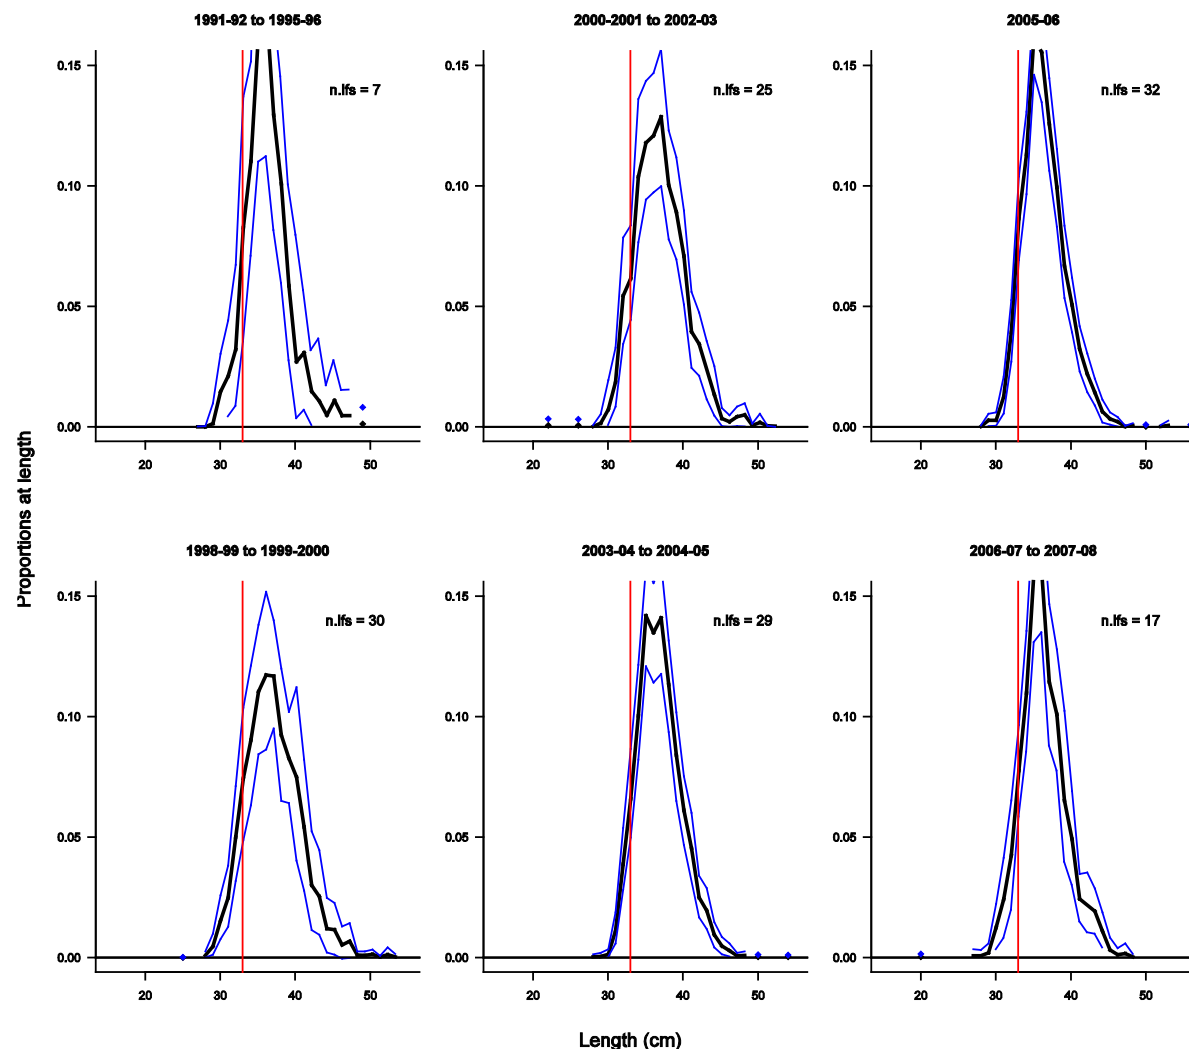 1991-92 to 1995-96
2000-2001 to 2002-03
2005-06
0.15
0.10
0.05
0.00
n.lfs = 7
20 30 40 50
0.15
0.10
0.05
0.00
n.lfs = 25
20 30 40 50
0.15
0.10
0.05
0.00
n.lfs = 32
20 30 40 50
Proportions at length
1998-99 to 1999-2000
2003-04 to 2004-05
2006-07 to 2007-08
0.15
0.10
0.05
0.00
n.lfs = 30
20 30 40 50
0.15
0.10
0.05
0.00
n.lfs = 29
20 30 40 50
0.15
0.10
0.05
0.00
n.lfs = 17
20 30 40 50
Length (cm)